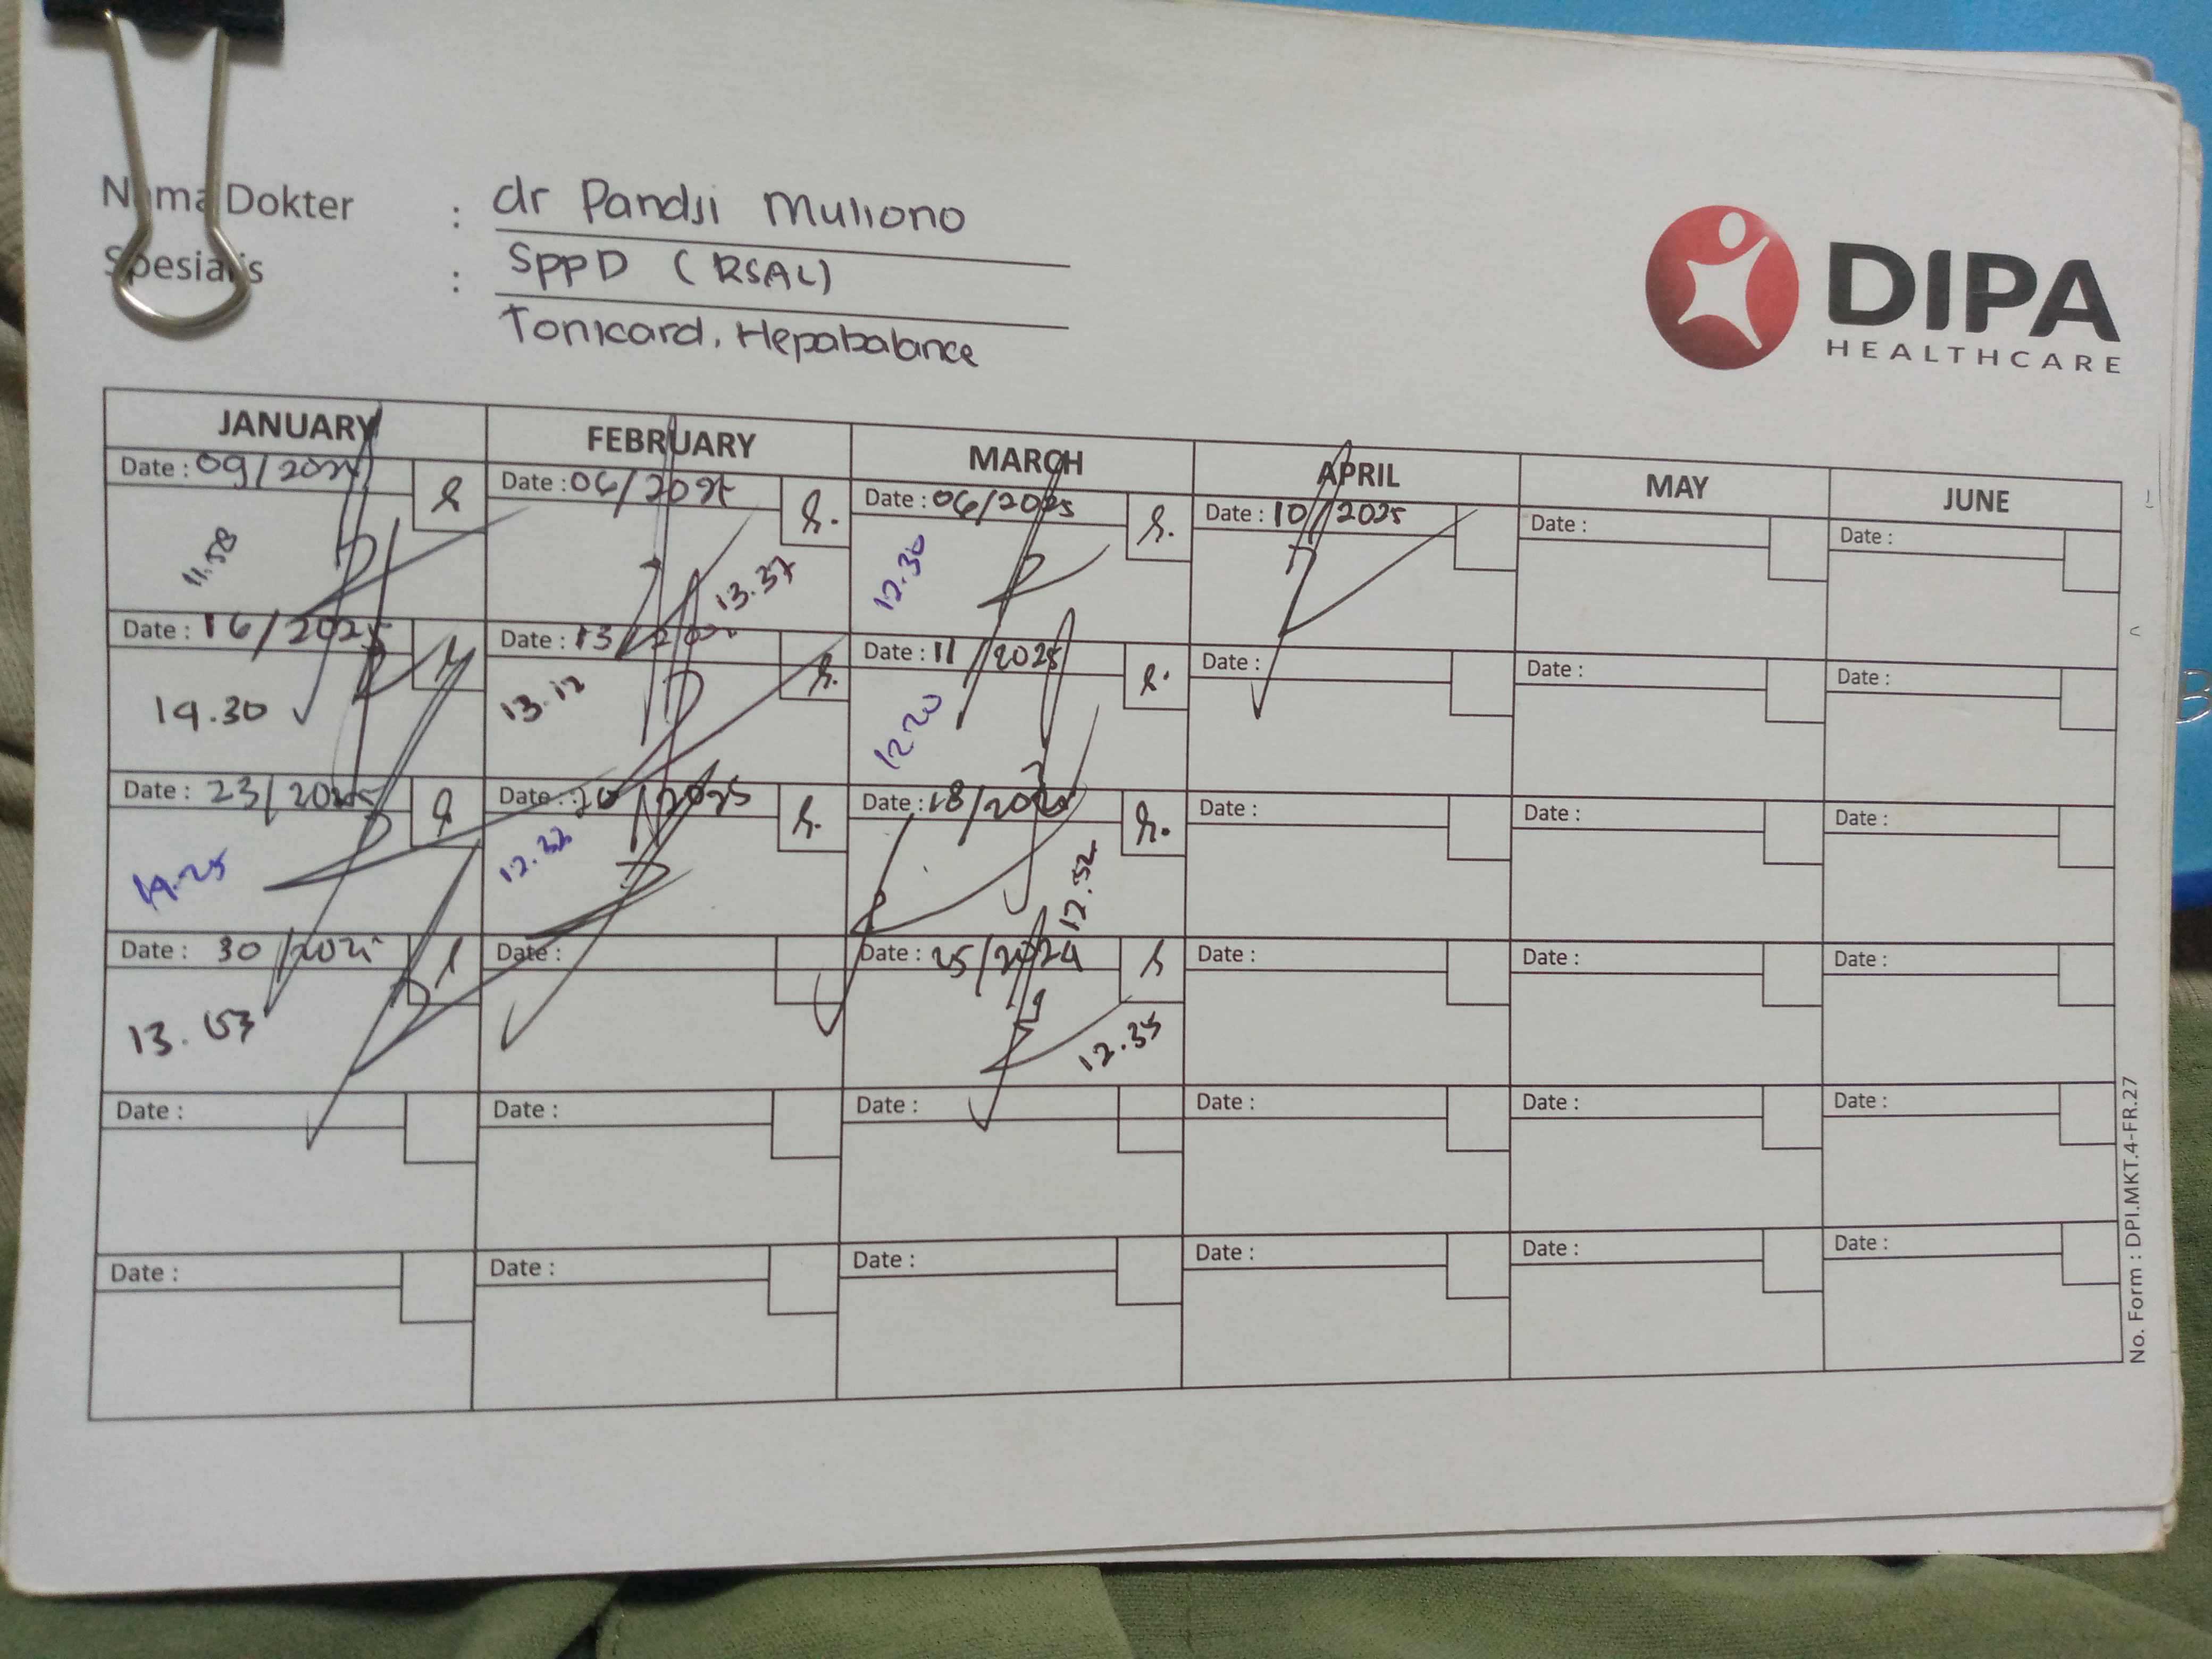 Nama Dokter : dr Pandji Muliono
Spesialis : SppD (RSAL)
Tonicard, Hepabalance
DIPA
HEALTHCARE
JANUARY FEBRUARY MARCH APRIL MAY JUNE
Date : 09/2025 Date : 06/2025 Date : 06/2025 Date : 10/2025 Date : Date :
11.58 13.37 12.30
Date : 16/2025 Date : 13/ Date : 11/2025 Date : Date : Date :
14.30 13.12 12.20
Date : 23/2025 Date : 20/2025 Date : 18/2025 Date : Date : Date :
14.25 12.52
Date : 30/2025 Date : Date : 25/2024 Date : Date : Date :
13.53 12.35
Date : Date : Date : Date : Date : Date :
Date : Date : Date : Date : Date : Date :
No. Form : DPI.MKT.4-FR.27